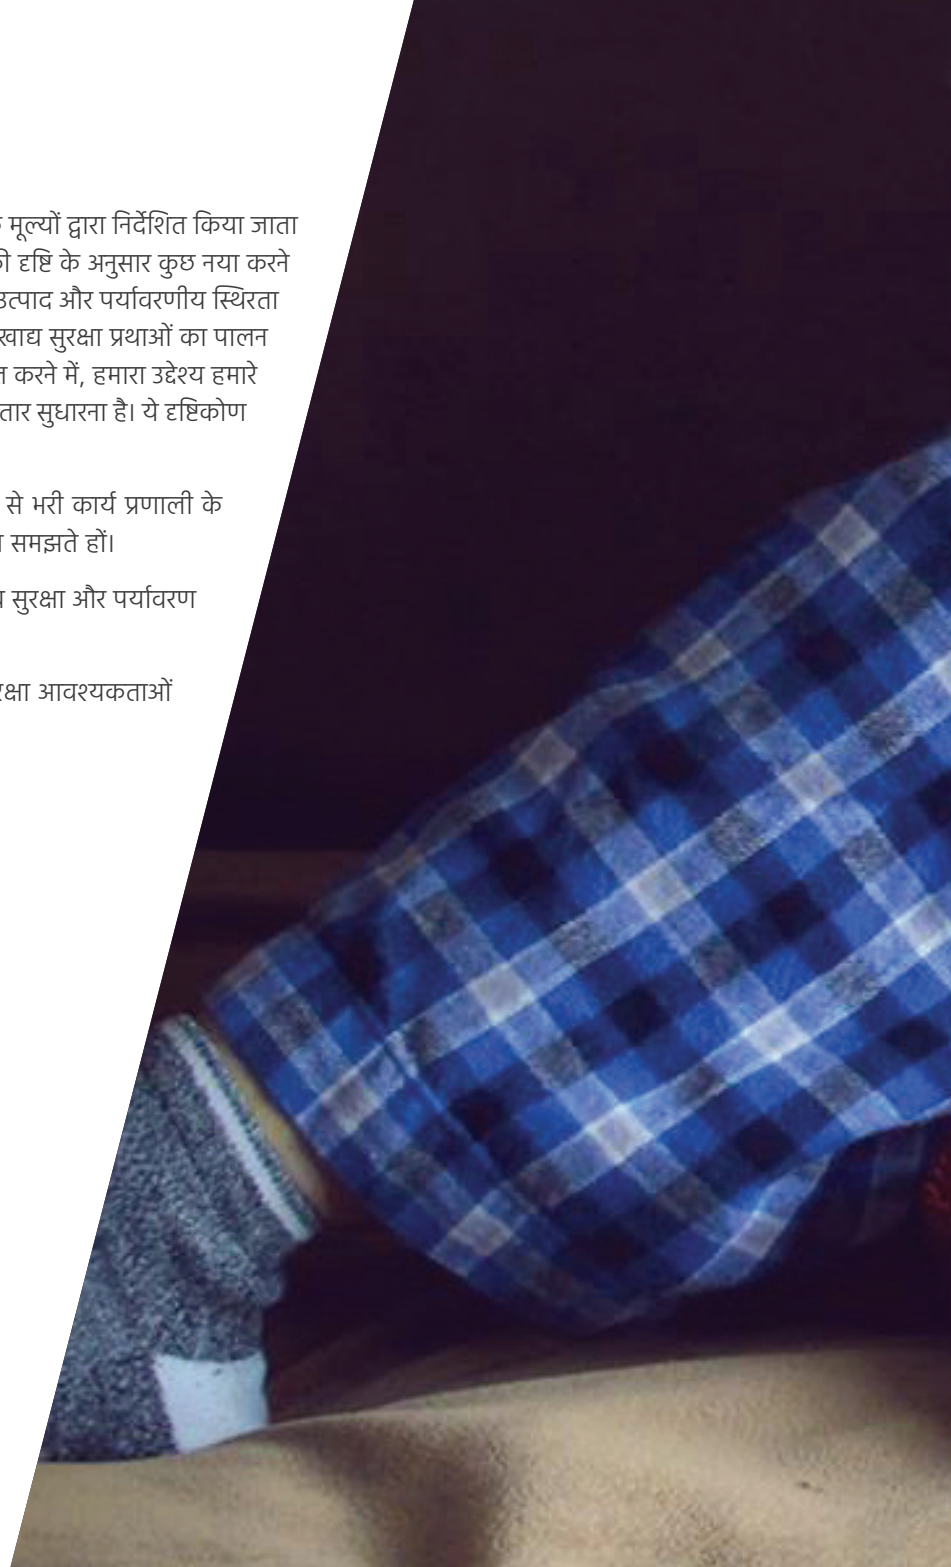 मूल्यों द्वारा निर्देशित किया जाता
दृष्टि के अनुसार कुछ नया करने
उत्पाद और पर्यावरणीय स्थिरता
खाद्य सुरक्षा प्रथाओं का पालन
करने में, हमारा उद्देश्य हमारे
सुधारना है। ये दृष्टिकोण
से भरी कार्य प्रणाली के
समझते हों।
सुरक्षा और पर्यावरण
आवश्यकताओं